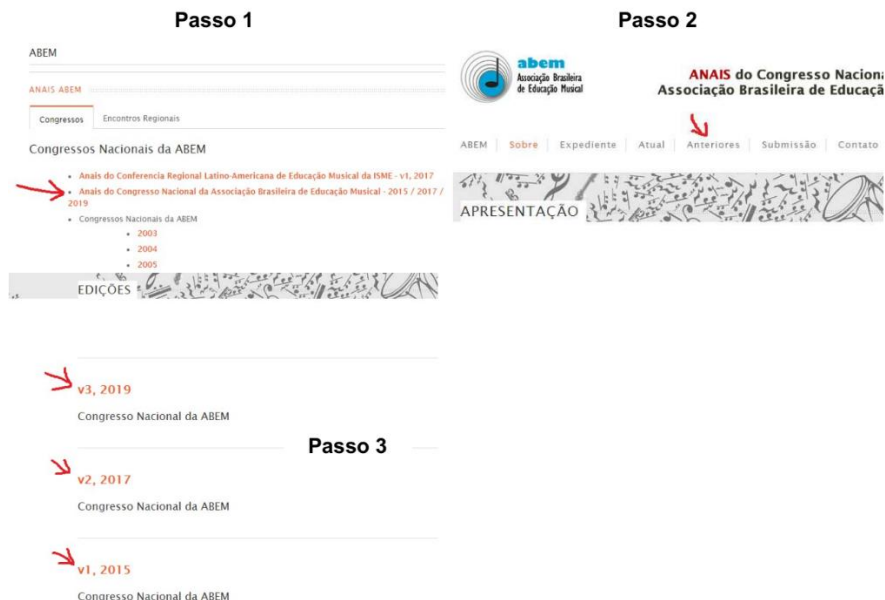 Passo 1
ABEM
ANAIS ABEM
Congressos
Encontros Regionais
Congressos Nacionais da ABEM
Anais do Conferencia Regional Latino-Americana de Educação Musical da ISME - v1, 2017
Anais do Congresso Nacional da Associação Brasileira de Educação Musical - 2015 / 2017 /
2019
Congressos Nacionais da ABEM
2003
2004
2005
EDIÇÕES
Passo 2
abem
Associação Brasileira
de Educação Musical
ANAIS do Congresso Naciona
Associação Brasileira de Educaçã
ABEM Sobre Expediente Atual Anteriores Submissão Contato
APRESENTAÇÃO
v3, 2019
Congresso Nacional da ABEM
Passo 3
v2, 2017
Congresso Nacional da ABEM
v1, 2015
Congresso Nacional da ABEM